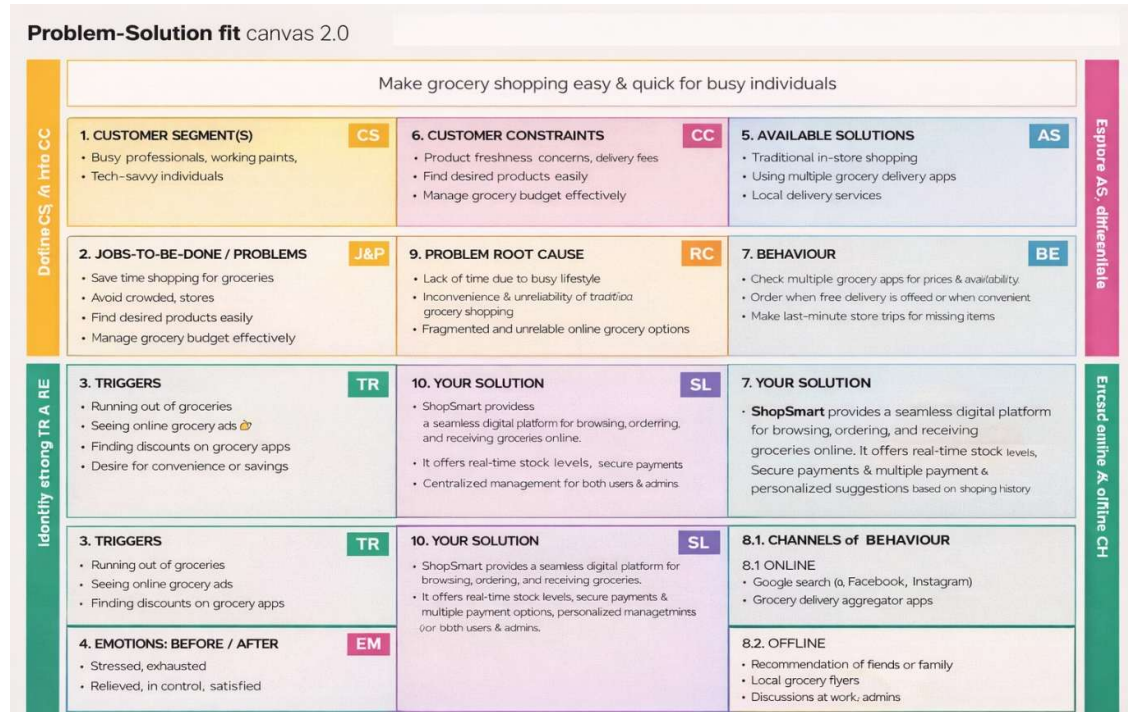 Problem-Solution fit canvas 2.0
Make grocery shopping easy & quick for busy individuals
Dofine CS, fn into CC
1. CUSTOMER SEGMENT(S)
CS
• Busy professionals, working paints,
• Tech-savvy individuals
6. CUSTOMER CONSTRAINTS
CC
• Product freshness concerns, delivery fees
• Find desired products easily
• Manage grocery budget effectively
5. AVAILABLE SOLUTIONS
AS
• Traditional in-store shopping
• Using multiple grocery delivery apps
• Local delivery services
Esplore AS, differentiale
2. JOBS-TO-BE-DONE / PROBLEMS
J&P
• Save time shopping for groceries
• Avoid crowded, stores
• Find desired products easily
• Manage grocery budget effectively
9. PROBLEM ROOT CAUSE
RC
• Lack of time due to busy lifestyle
• Inconvenience & unreliability of
grocery shopping
• Fragmented and unrelable online grocery options
7. BEHAVIOUR
BE
• Check multiple grocery apps for prices & availability.
• Order when free delivery is offeed or when convenient
• Make last-minute store trips for missing items
Idontily strong TR A RE
3. TRIGGERS
TR
• Running out of groceries
• Seeing online grocery ads
• Finding discounts on grocery apps
• Desire for convenience or savings
10. YOUR SOLUTION
SL
• ShopSmart providess
a seamless digital platform for browsing, orderring,
and receiving groceries online.
• It offers real-time stock levels, secure payments
• Centralized management for both users & admins
7. YOUR SOLUTION
• ShopSmart provides a seamless digital platform
for browsing, ordering, and receiving
groceries online. It offers real-time stock levels,
Secure payments & multiple payment &
personalized suggestions based on shoping history
3. TRIGGERS
TR
• Running out of groceries
• Seeing online grocery ads
• Finding discounts on grocery apps
10. YOUR SOLUTION
SL
• ShopSmart provides a seamless digital platform for
browsing, ordering, and receiving groceries.
• It offers real-time stock levels, secure payments &
multiple payment options, personalized managetmins
for bbth users & admins.
8.1. CHANNELS of BEHAVIOUR
8.1 ONLINE
• Google search (o, Facebook, Instagram)
• Grocery delivery aggregator apps
4. EMOTIONS: BEFORE / AFTER
EM
• Stressed, exhausted
• Relieved, in control, satisfied
8.2. OFFLINE
• Recommendation of fiends or family
• Local grocery flyers
• Discussions at work, admins